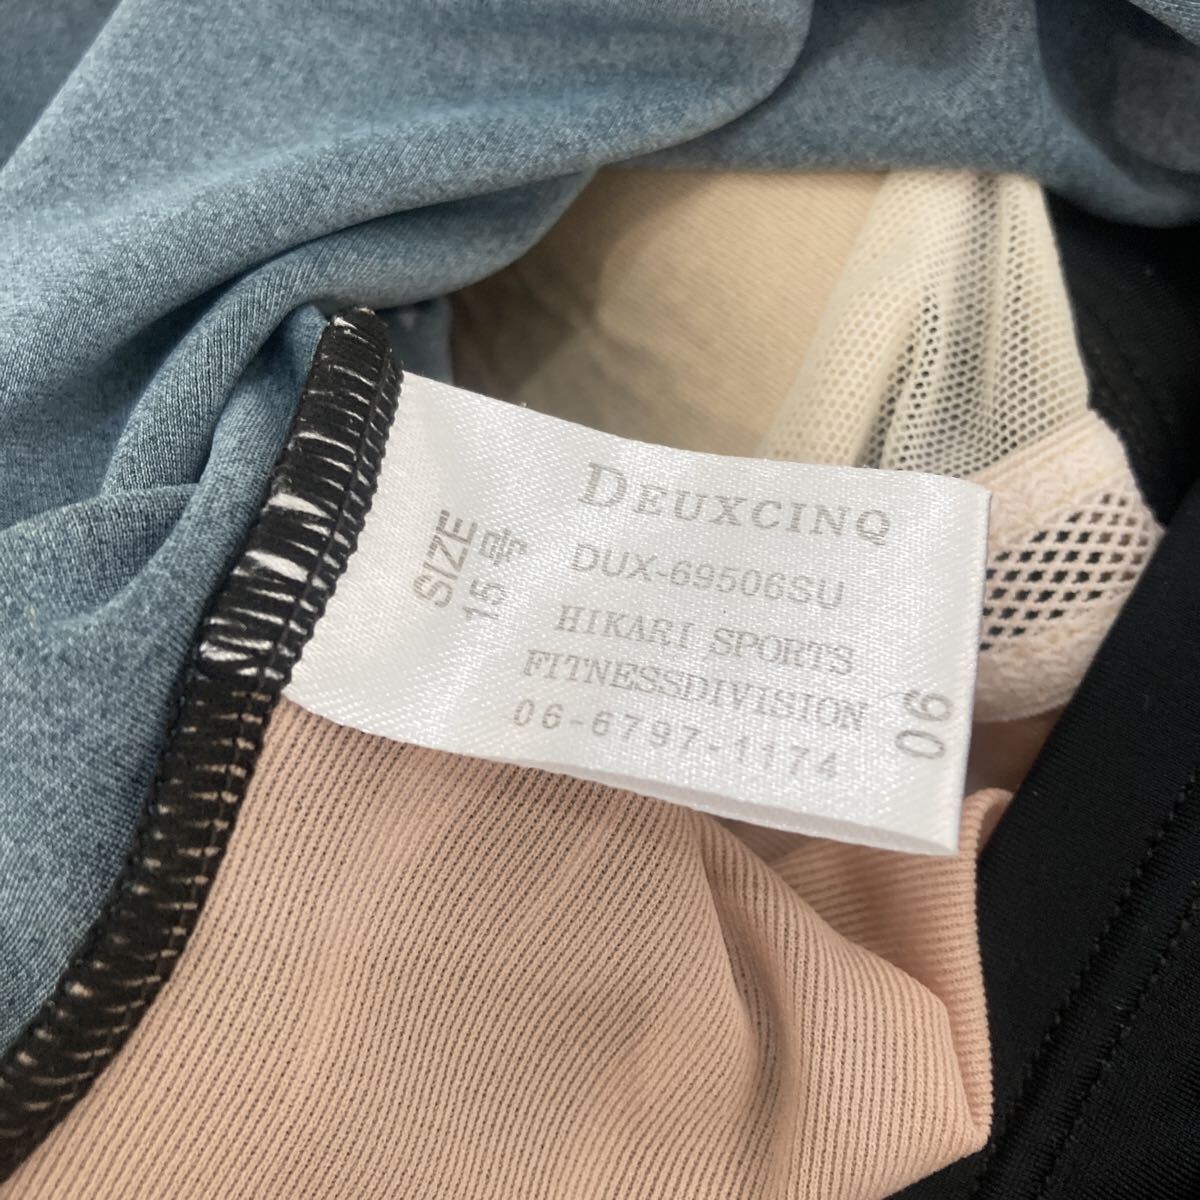 DEUXCINQ
DUX-69506SU
HIKARI SPORTS
FITNESSDIVISION
06-6797-1174
SIZE
15号
06